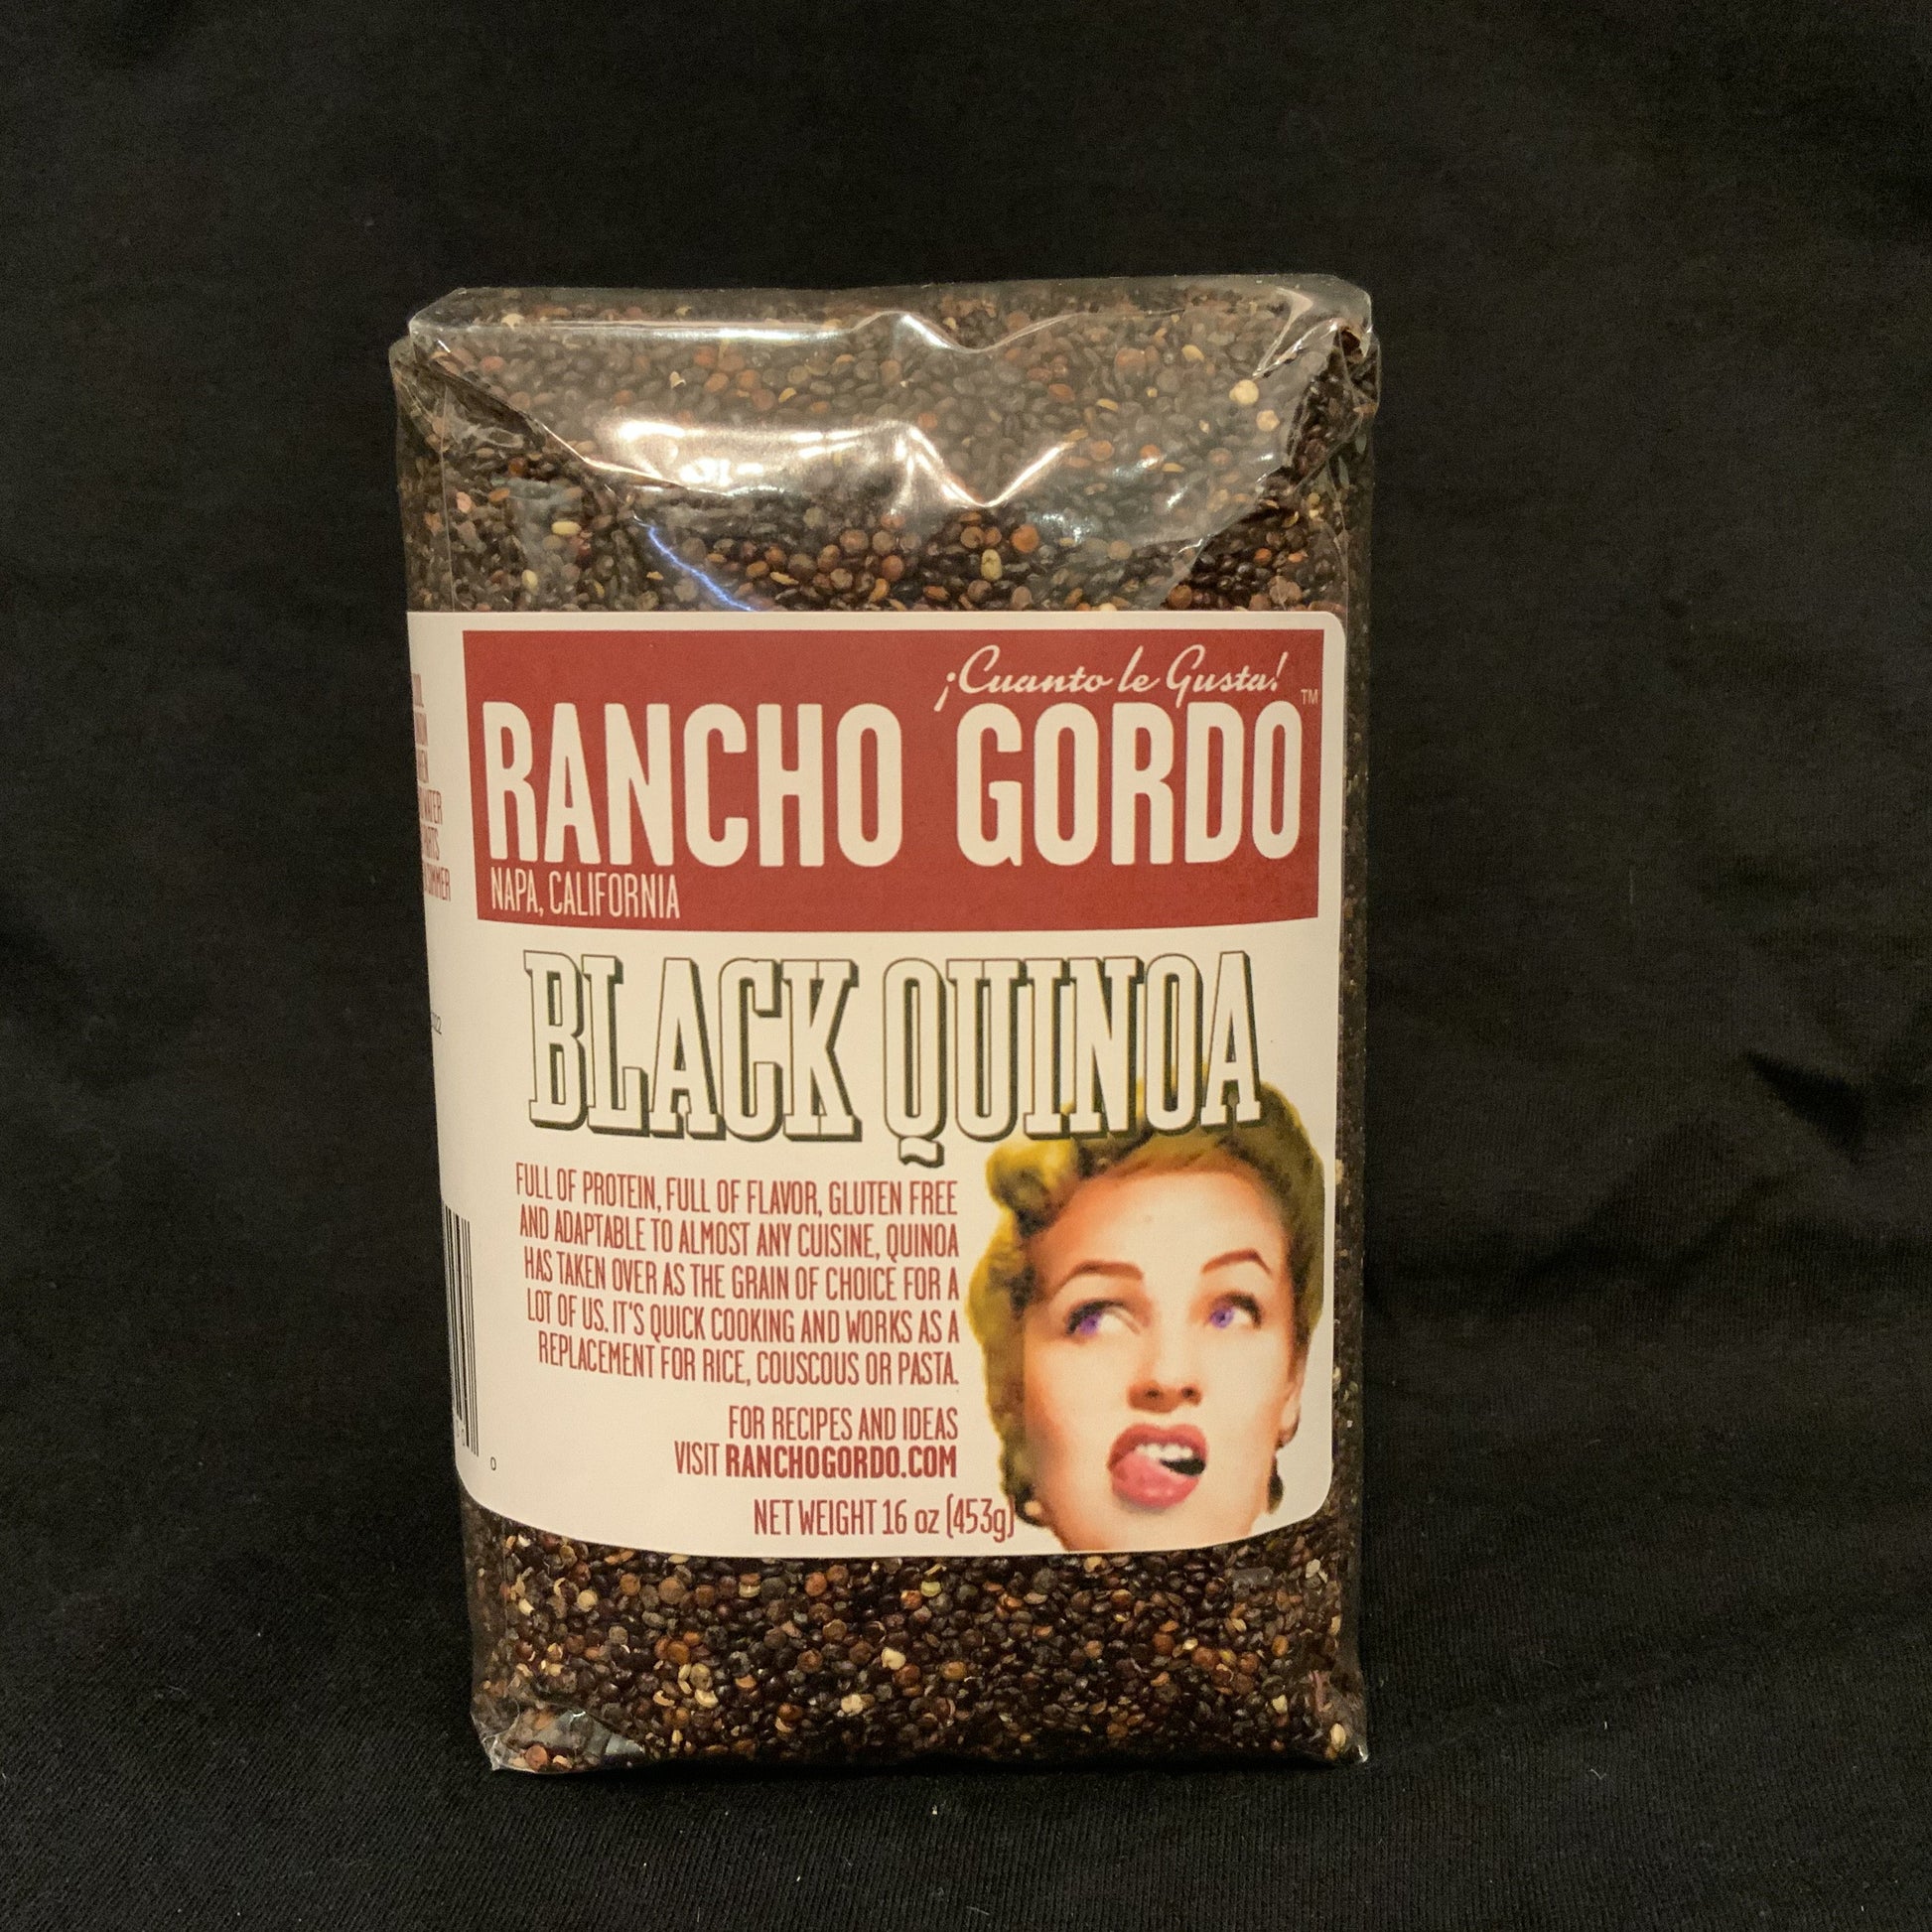 ¡Cuanto le Gusta!
RANCHO GORDO™
NAPA, CALIFORNIA
BLACK QUINOA
FULL OF PROTEIN, FULL OF FLAVOR, GLUTEN FREE
AND ADAPTABLE TO ALMOST ANY CUISINE, QUINOA
HAS TAKEN OVER AS THE GRAIN OF CHOICE FOR A
LOT OF US. IT'S QUICK COOKING AND WORKS AS A
REPLACEMENT FOR RICE, COUSCOUS OR PASTA.
FOR RECIPES AND IDEAS
VISIT RANCHOGORDO.COM
NET WEIGHT 16 oz (453g)
WATER
0